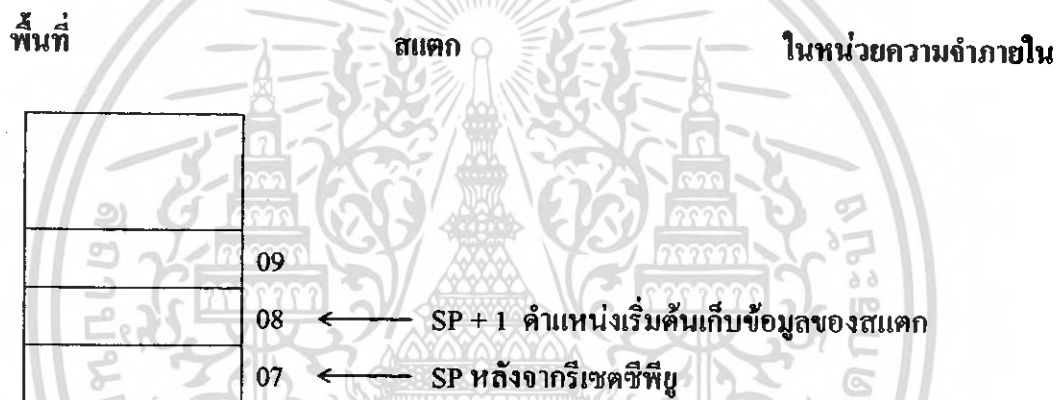 พื้นที่ สแตก ในหน่วยความจำภายใน
09
08 ← SP + 1 ตำแหน่งเริ่มต้นเก็บข้อมูลของสแตก
07 ← SP หลังจากรีเซตซีพียู